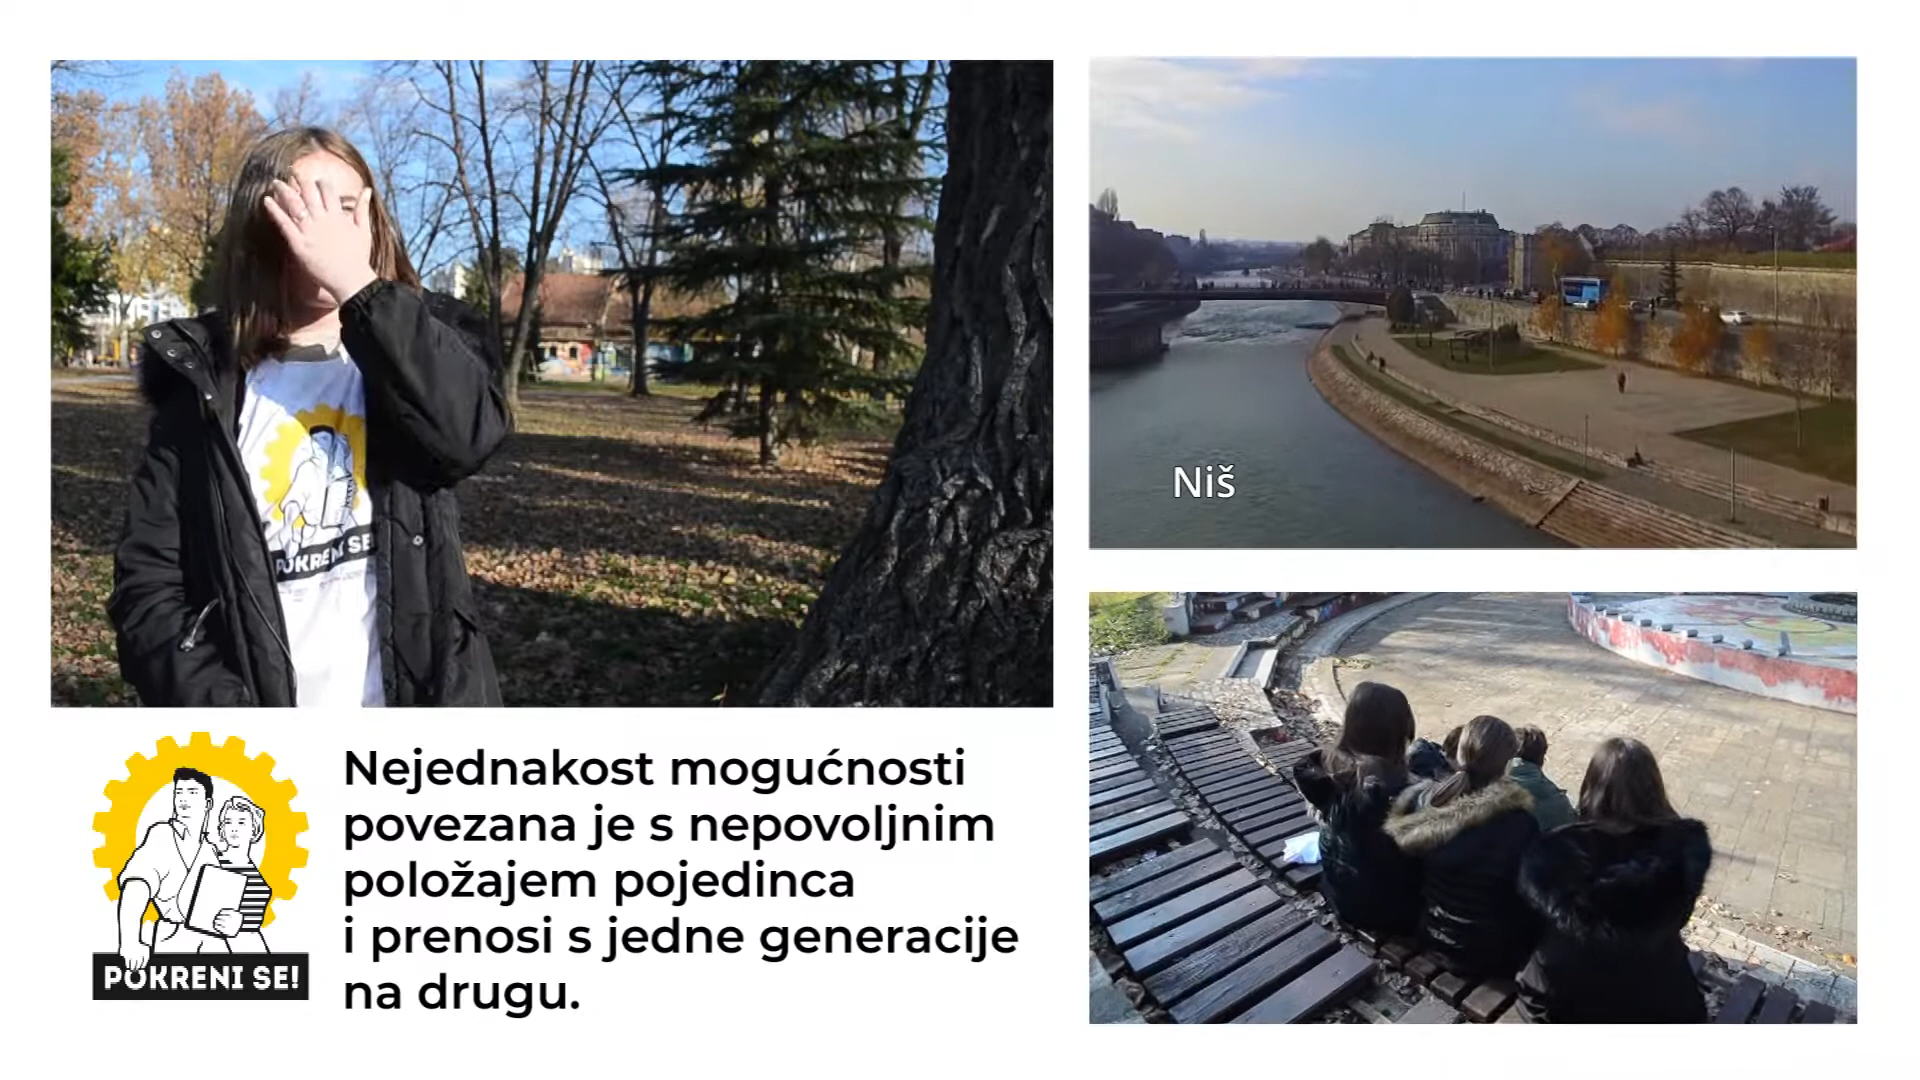 POKRENI SE!
Niš
Nejednakost mogućnosti
povezana je s nepovoljnim
položajem pojedinca
i prenosi s jedne generacije
na drugu.
POKRENI SE!